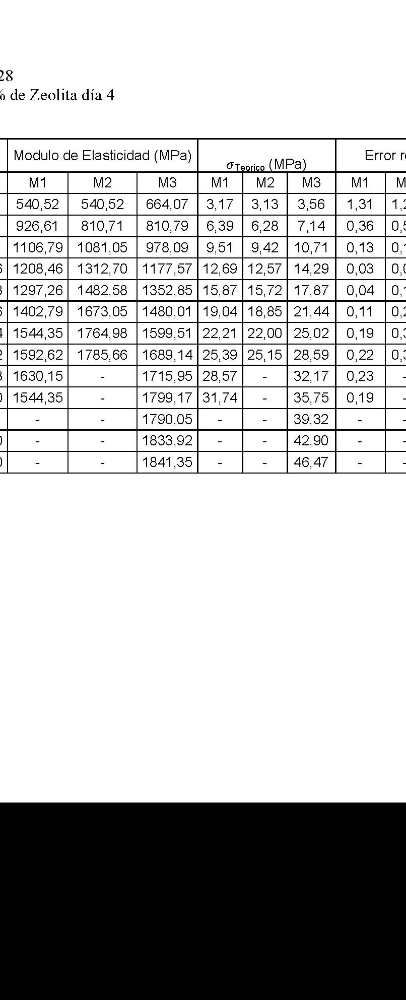 28
% de Zeolita día 4
Modulo de Elasticidad (MPa) σTeórico (MPa) Error r
M1 M2 M3 M1 M2 M3 M1 M
540,52 540,52 664,07 3,17 3,13 3,56 1,31 1,2
926,61 810,71 810,79 6,39 6,28 7,14 0,36 0,5
1106,79 1081,05 978,09 9,51 9,42 10,71 0,13 0,1
6 1208,46 1312,70 1177,57 12,69 12,57 14,29 0,03 0,0
3 1297,26 1482,58 1352,85 15,87 15,72 17,87 0,04 0,1
6 1402,79 1673,05 1480,01 19,04 18,85 21,44 0,11 0,2
4 1544,35 1764,98 1599,51 22,21 22,00 25,02 0,19 0,3
2 1592,62 1785,66 1689,14 25,39 25,15 28,59 0,22 0,3
3 1630,15 - 1715,95 28,57 - 32,17 0,23 -
0 1544,35 - 1799,17 31,74 - 35,75 0,19 -
- - 1790,05 - - 39,32 - -
0 - - 1833,92 - - 42,90 - -
0 - - 1841,35 - - 46,47 - -